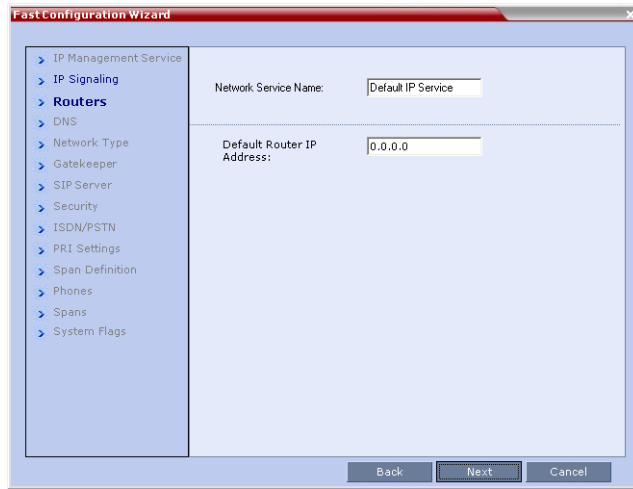 Fast Configuration Wizard
IP Management Service
IP Signaling
Routers
DNS
Network Type
Gatekeeper
SIP Server
Security
ISDN/PSTN
PRI Settings
Span Definition
Phones
Spans
System Flags
Network Service Name:
Default IP Service
Default Router IP
Address:
0.0.0.0
Back
Next
Cancel